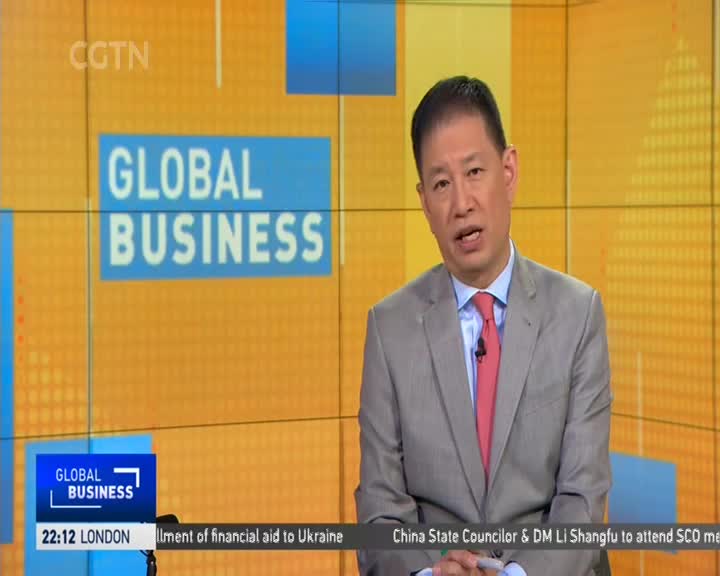 CGTN
GLOBAL
BUSINESS
GLOBAL
BUSINESS
22:12 LONDON
llment of financial aid to Ukraine China State Councilor & DM Li Shangfu to attend SCO me